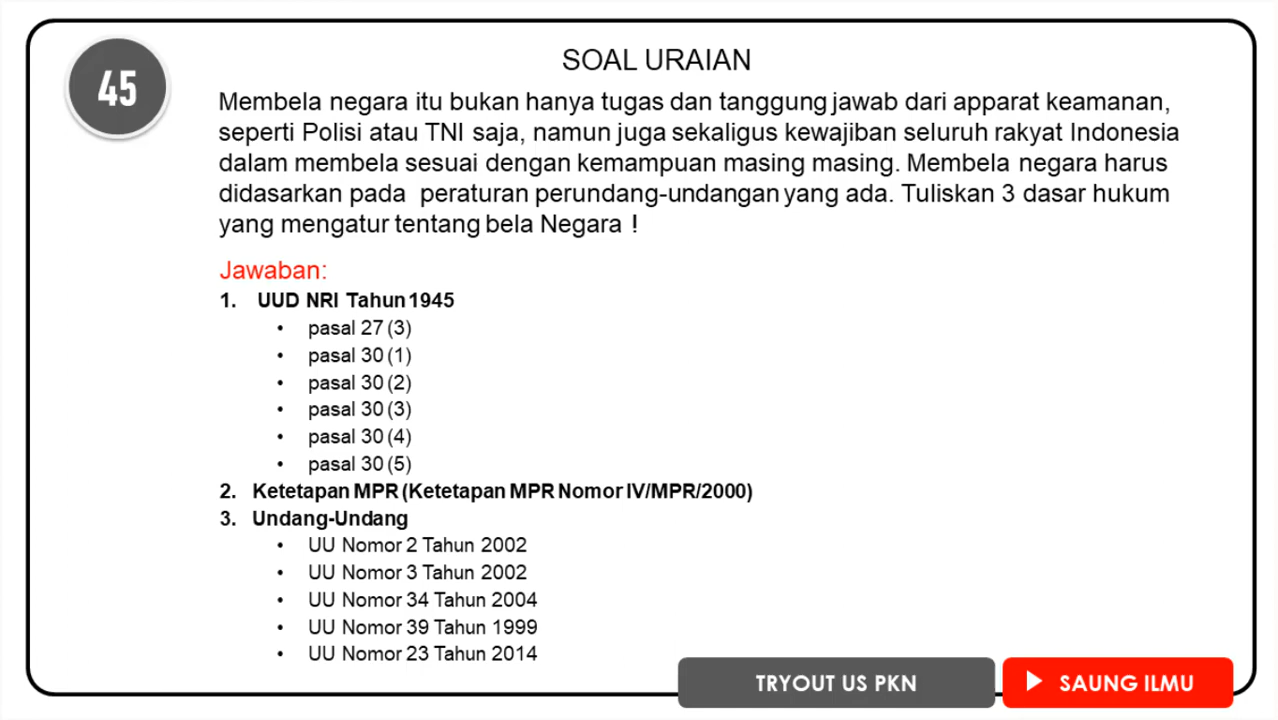 45
SOAL URAIAN
Membela negara itu bukan hanya tugas dan tanggung jawab dari apparat keamanan,
seperti Polisi atau TNI saja, namun juga sekaligus kewajiban seluruh rakyat Indonesia
dalam membela sesuai dengan kemampuan masing masing. Membela negara harus
didasarkan pada peraturan perundang-undangan yang ada. Tuliskan 3 dasar hukum
yang mengatur tentang bela Negara !
Jawaban:
1. UUD NRI Tahun 1945
• pasal 27 (3)
• pasal 30 (1)
• pasal 30 (2)
• pasal 30 (3)
• pasal 30 (4)
• pasal 30 (5)
2. Ketetapan MPR (Ketetapan MPR Nomor IV/MPR/2000)
3. Undang-Undang
• UU Nomor 2 Tahun 2002
• UU Nomor 3 Tahun 2002
• UU Nomor 34 Tahun 2004
• UU Nomor 39 Tahun 1999
• UU Nomor 23 Tahun 2014
TRYOUT US PKN
SAUNG ILMU